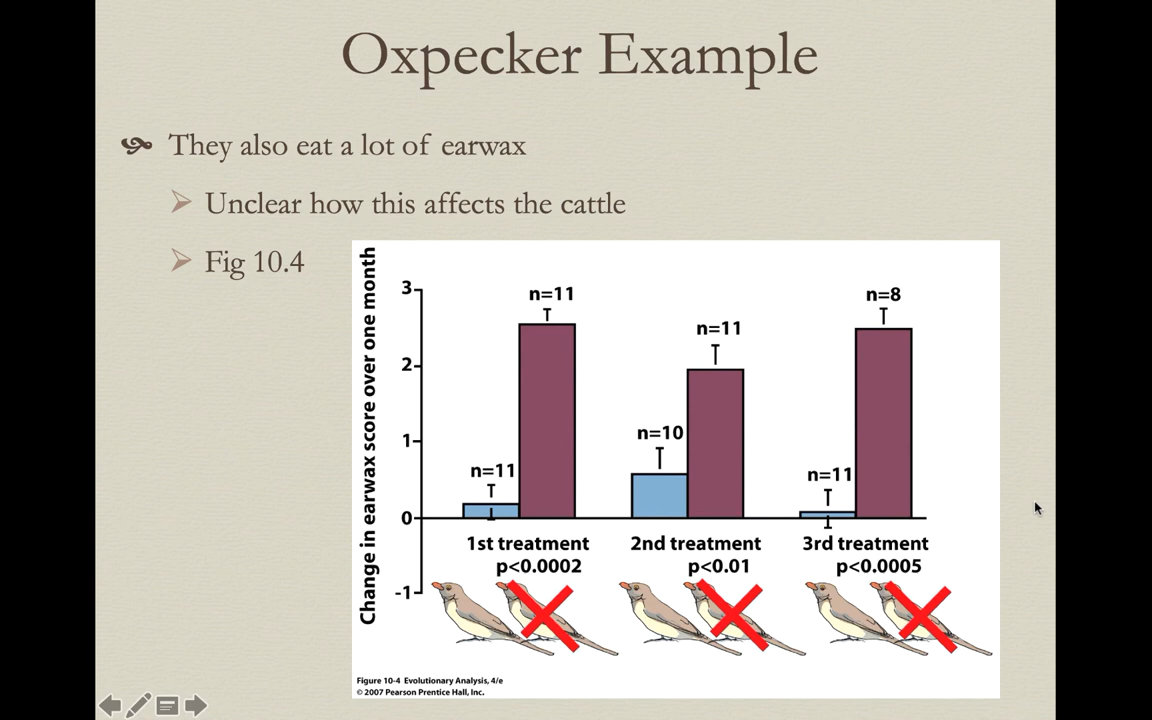 Oxpecker Example
They also eat a lot of earwax
Unclear how this affects the cattle
Fig 10.4
Change in earwax score over one month
3
2
1
0
-1
n=11
n=11
n=10
n=11
n=11
n=8
1st treatment
p<0.0002
2nd treatment
p<0.01
3rd treatment
p<0.0005
Figure 10-4 Evolutionary Analysis, 4/e
© 2007 Pearson Prentice Hall, Inc.